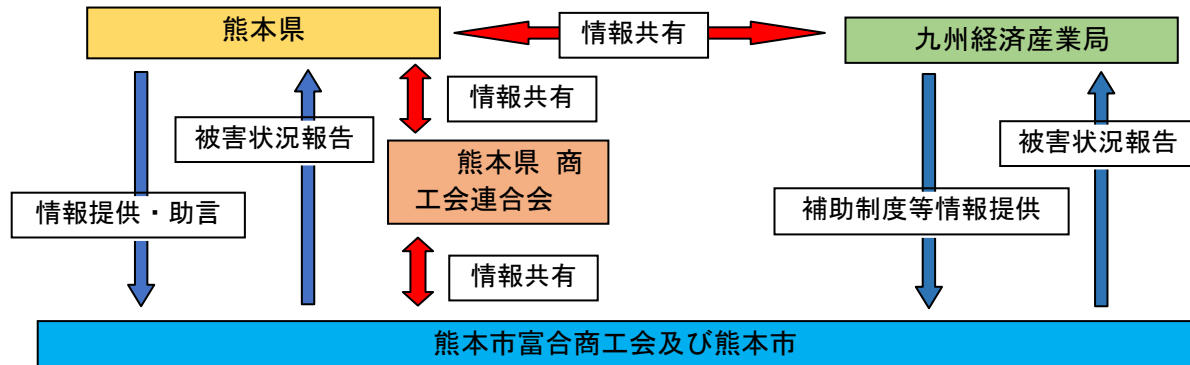 熊本県
情報共有
九州経済産業局
情報共有
被害状況報告
被害状況報告
熊本県 商
工会連合会
情報提供・助言
補助制度等情報提供
情報共有
熊本市富合商工会及び熊本市